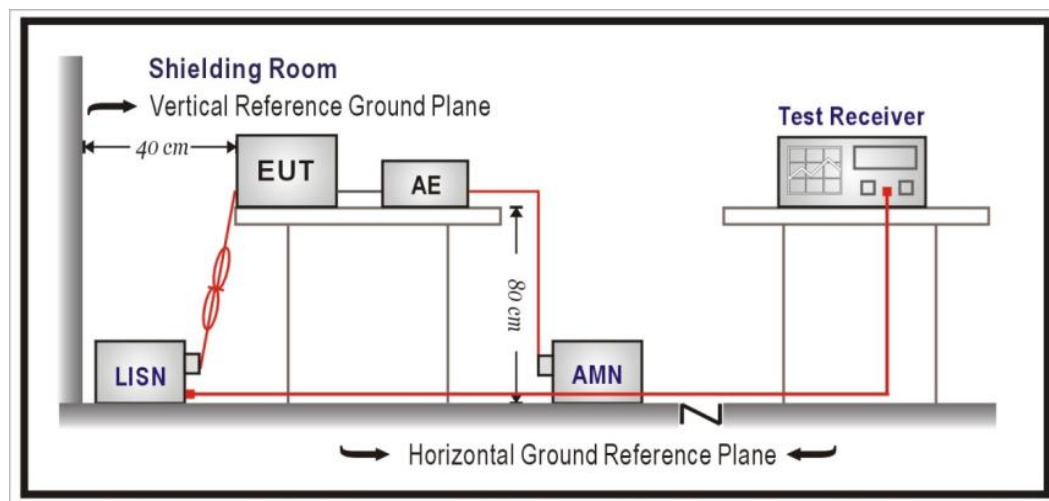 Shielding Room
Vertical Reference Ground Plane
Test Receiver
40 cm
EUT
AE
80 cm
LISN
AMN
Horizontal Ground Reference Plane